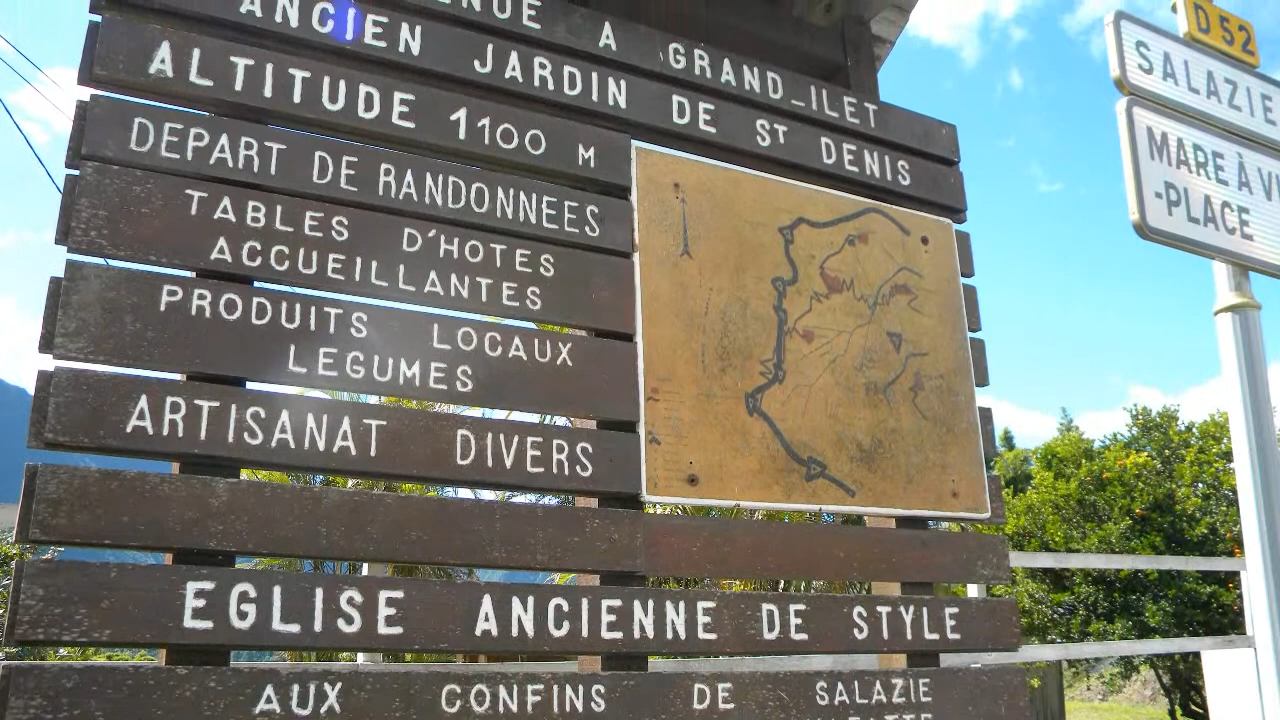 A GRAND_ILET
ANCIEN JARDIN DE ST DENIS
ALTITUDE 1100 M
DEPART DE RANDONNEES
TABLES D'HOTES
ACCUEILLANTES
PRODUITS LOCAUX
LEGUMES
ARTISANAT DIVERS
EGLISE ANCIENNE DE STYLE
AUX CONFINS DE SALAZIE
D 52
SALAZIE
MARE À
-PLACE